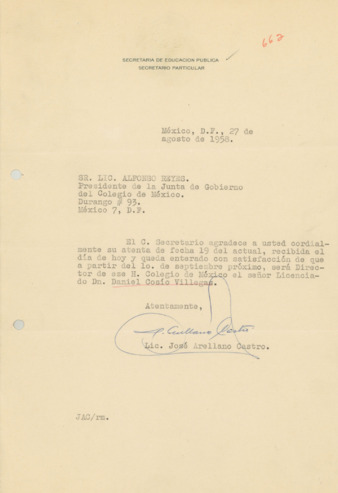 662
SECRETARIA DE EDUCACION PUBLICA
SECRETARIO PARTICULAR
México, D.F., 27 de
agosto de 1958.
SR. LIC. ALFONSO REYES.
Presidente de la Junta de Gobierno
del Colegio de México.
Durango # 93.
México 7, D.F.
El C. Secretario agradece a usted cordial-
mente su atenta de fecha 19 del actual, recibida el
día de hoy y queda enterado con satisfacción de que
a partir del 1o. de septiembre próximo, será Direc-
tor de ese H. Colegio de México el señor Licencia-
do Dn. Daniel Cosío Villegas.
Atentamente,
J. Arellano Castro
Lic. José Arellano Castro.
JAC/rn.